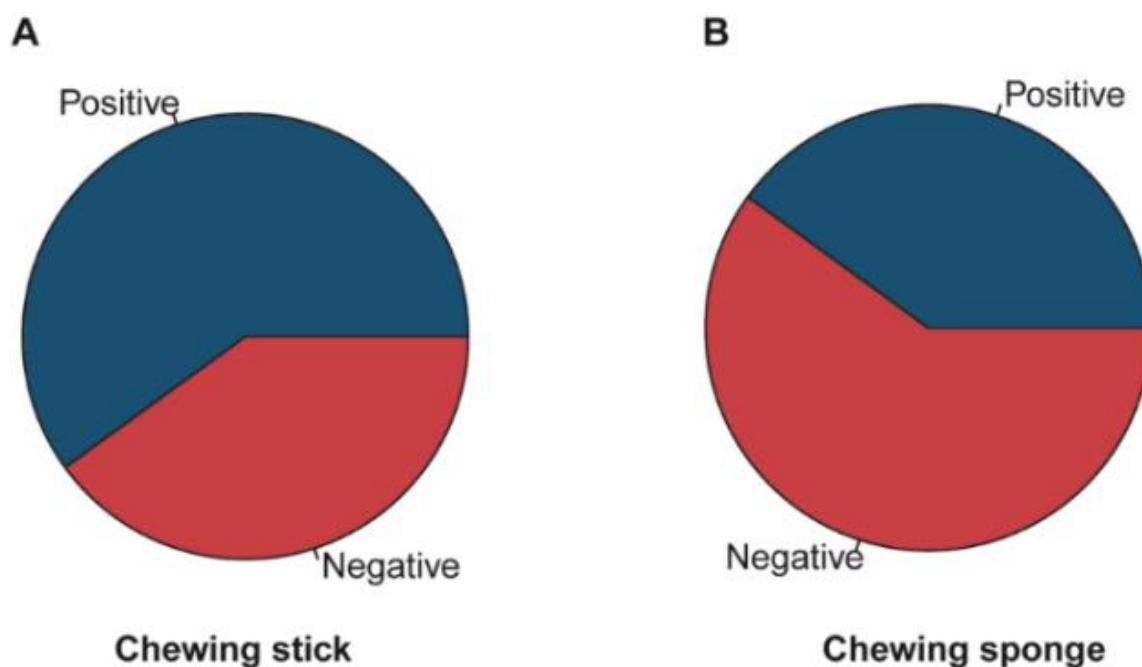 A
B
Positive
Positive
Negative
Negative
Chewing stick
Chewing sponge